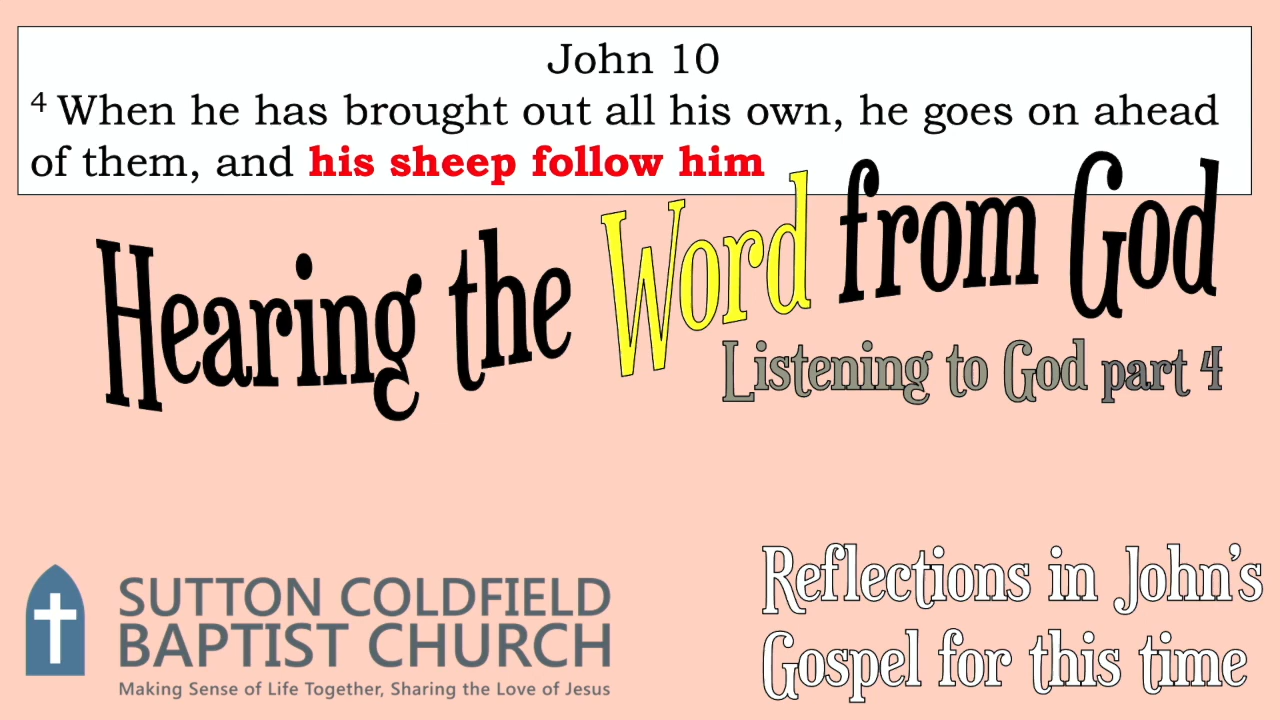 John 10
4 When he has brought out all his own, he goes on ahead
of them, and his sheep follow him
Hearing the Word from God
Listening to God part 4
SUTTON COLDFIELD
BAPTIST CHURCH
Making Sense of Life Together, Sharing the Love of Jesus
Reflections in John's
Gospel for this time